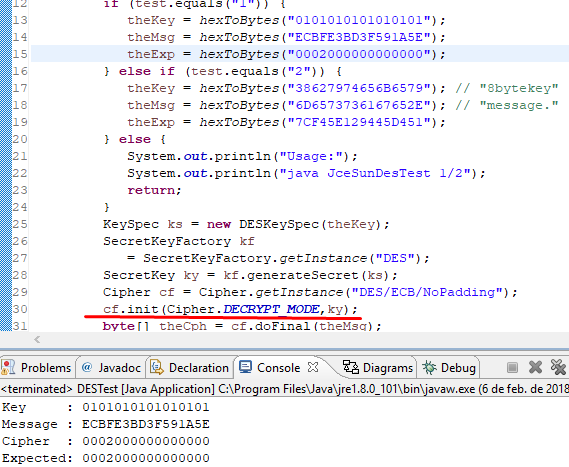 12 if (test.equals("1")) {
13 theKey = hexToBytes("0101010101010101");
14 theMsg = hexToBytes("ECBFE3BD3F591A5E");
15 theExp = hexToBytes("0002000000000000");
16 } else if (test.equals("2")) {
17 theKey = hexToBytes("38627974656B6579"); // "8bytekey"
18 theMsg = hexToBytes("6D6573736167652E"); // "message."
19 theExp = hexToBytes("7CF45E129445D451");
20 } else {
21 System.out.println("Usage:");
22 System.out.println("java JceSunDesTest 1/2");
23 return;
24 }
25 KeySpec ks = new DESKeySpec(theKey);
26 SecretKeyFactory kf
27 = SecretKeyFactory.getInstance("DES");
28 SecretKey ky = kf.generateSecret(ks);
29 Cipher cf = Cipher.getInstance("DES/ECB/NoPadding");
30 cf.init(Cipher.DECRYPT_MODE,ky);
31 byte[] theCph = cf.doFinal(theMsg);
Problems @ Javadoc Declaration Console Diagrams Debug
<terminated> DESTest [Java Application] C:\Program Files\Java\jre1.8.0_101\bin\javaw.exe (6 de feb. de 2018
Key : 0101010101010101
Message : ECBFE3BD3F591A5E
Cipher : 0002000000000000
Expected: 0002000000000000